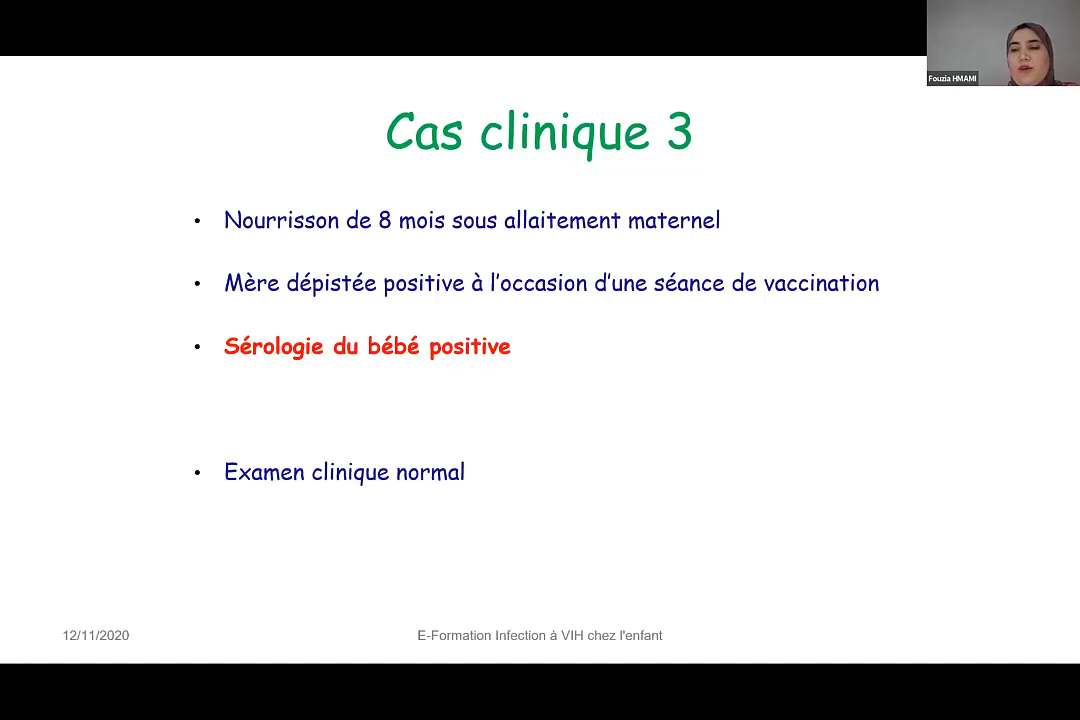 Fouzia HMAMI
Cas clinique 3
• Nourrisson de 8 mois sous allaitement maternel
• Mère dépistée positive à l'occasion d'une séance de vaccination
• Sérologie du bébé positive
• Examen clinique normal
12/11/2020
E-Formation Infection à VIH chez l'enfant